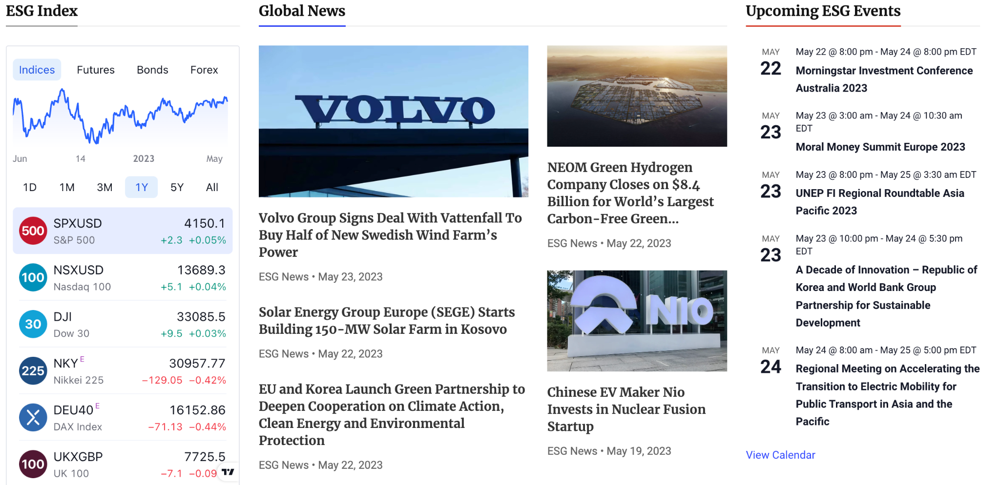 ESG Index
Indices Futures Bonds Forex
Jun 14 2023 May
1D 1M 3M 1Y 5Y All
500 SPXUSD 4150.1
S&P 500 +2.3 +0.05%
100 NSXUSD 13689.3
Nasdaq 100 +5.1 +0.04%
30 DJI 33085.5
Dow 30 +9.5 +0.03%
225 NKY E 30957.77
Nikkei 225 −129.05 −0.42%
DEU40 E 16152.86
DAX Index −71.13 −0.44%
100 UKXGBP 7725.5
UK 100 −7.1 −0.09
Global News
VOLVO
Volvo Group Signs Deal With Vattenfall To
Buy Half of New Swedish Wind Farm’s
Power
ESG News • May 23, 2023
Solar Energy Group Europe (SEGE) Starts
Building 150-MW Solar Farm in Kosovo
ESG News • May 22, 2023
EU and Korea Launch Green Partnership to
Deepen Cooperation on Climate Action,
Clean Energy and Environmental
Protection
ESG News • May 22, 2023
NEOM Green Hydrogen
Company Closes on $8.4
Billion for World’s Largest
Carbon-Free Green...
ESG News • May 22, 2023
NIO
Chinese EV Maker Nio
Invests in Nuclear Fusion
Startup
ESG News • May 19, 2023
Upcoming ESG Events
MAY
22
May 22 @ 8:00 pm - May 24 @ 8:00 pm EDT
Morningstar Investment Conference
Australia 2023
MAY
23
May 23 @ 3:00 am - May 24 @ 10:30 am
EDT
Moral Money Summit Europe 2023
MAY
23
May 23 @ 8:00 pm - May 25 @ 3:30 am EDT
UNEP FI Regional Roundtable Asia
Pacific 2023
MAY
23
May 23 @ 10:00 pm - May 24 @ 5:30 pm
EDT
A Decade of Innovation – Republic of
Korea and World Bank Group
Partnership for Sustainable
Development
MAY
24
May 24 @ 8:00 am - May 25 @ 5:00 pm EDT
Regional Meeting on Accelerating the
Transition to Electric Mobility for
Public Transport in Asia and the
Pacific
View Calendar